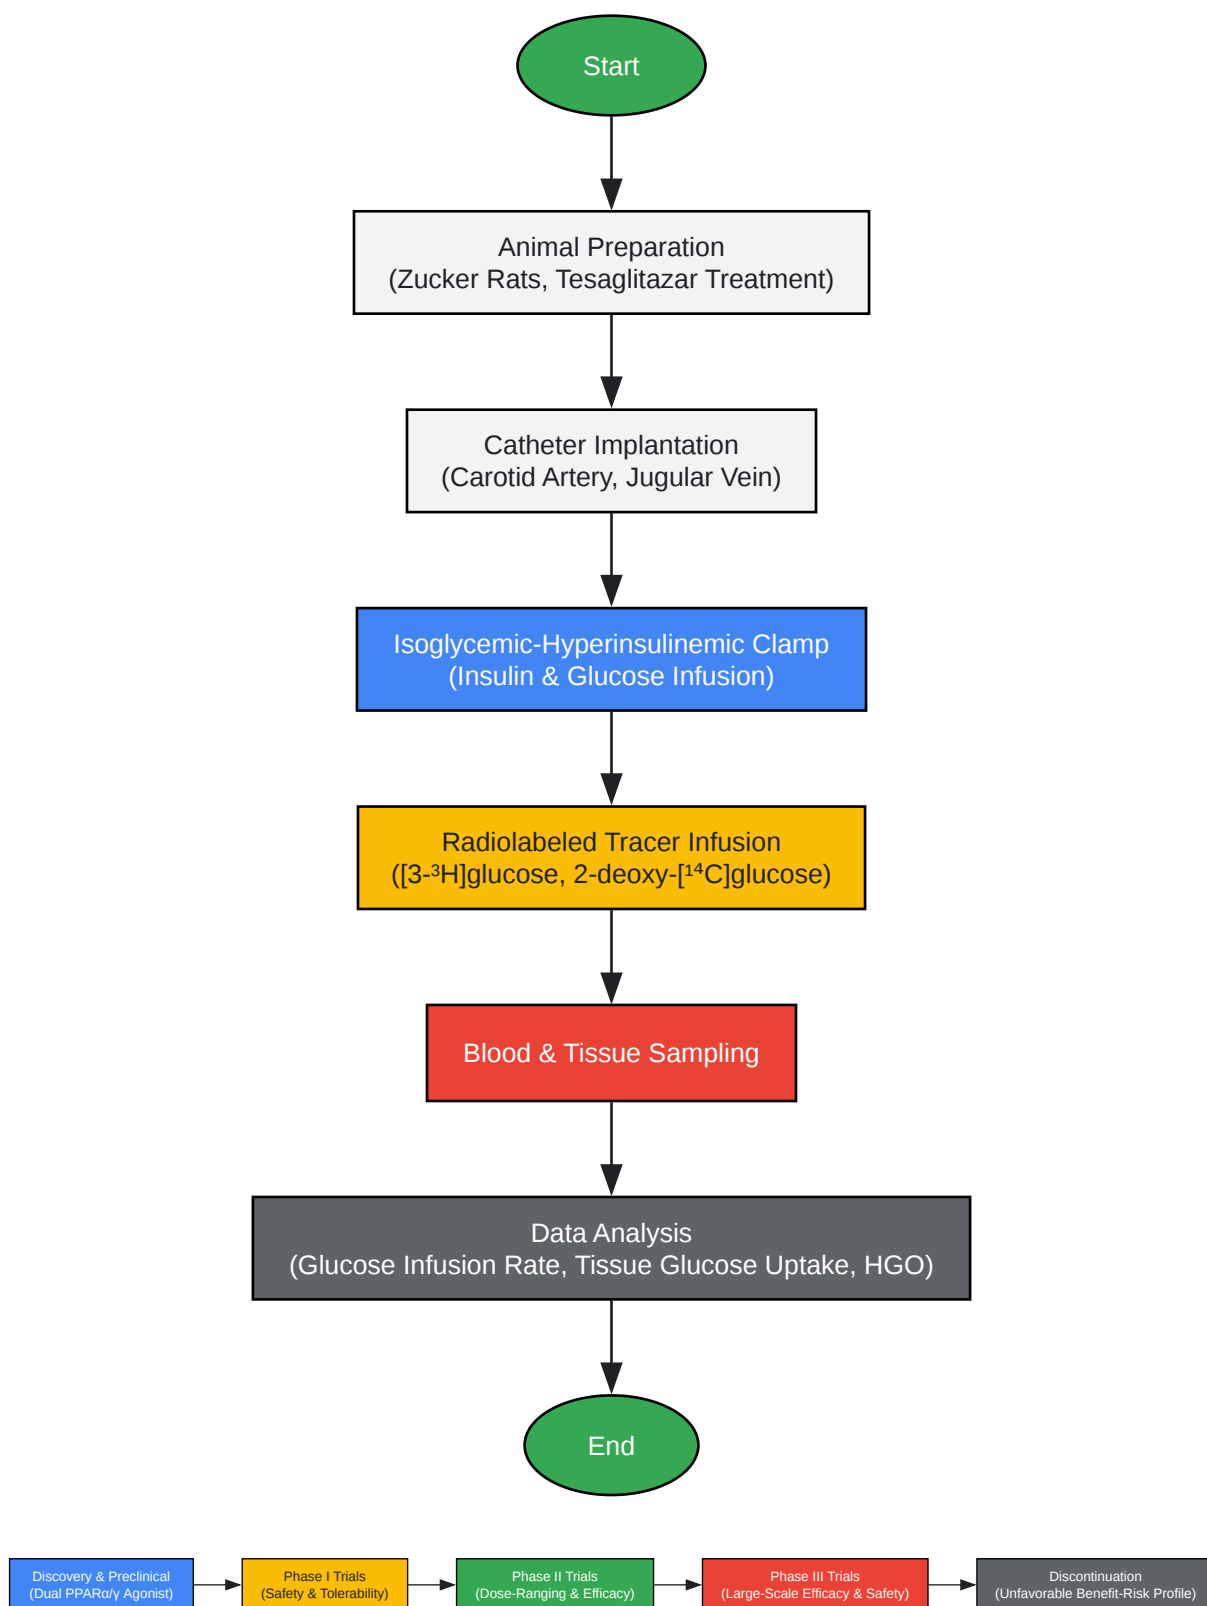 Start
Animal Preparation
(Zucker Rats, Tesaglitazar Treatment)
Catheter Implantation
(Carotid Artery, Jugular Vein)
Isoglycemic-Hyperinsulinemic Clamp
(Insulin & Glucose Infusion)
Radiolabeled Tracer Infusion
([3-³H]glucose, 2-deoxy-[¹⁴C]glucose)
Blood & Tissue Sampling
Data Analysis
(Glucose Infusion Rate, Tissue Glucose Uptake, HGO)
End
Discovery & Preclinical
(Dual PPARα/γ Agonist)
Phase I Trials
(Safety & Tolerability)
Phase II Trials
(Dose-Ranging & Efficacy)
Phase III Trials
(Large-Scale Efficacy & Safety)
Discontinuation
(Unfavorable Benefit-Risk Profile)